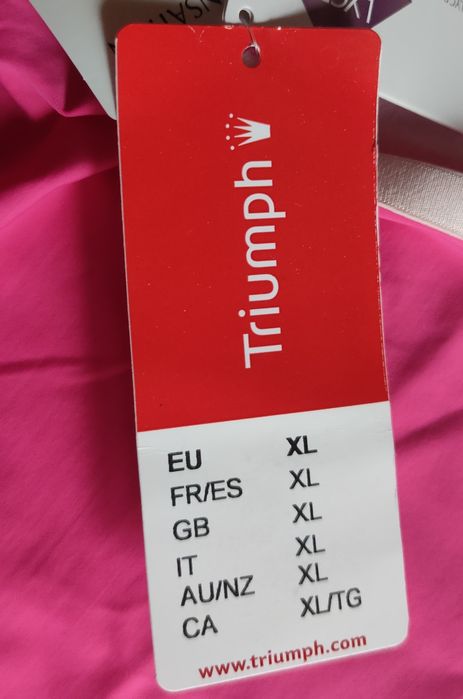 Triumph
EU XL
FR/ES XL
GB XL
IT XL
AU/NZ XL
CA XL/TG
www.triumph.com